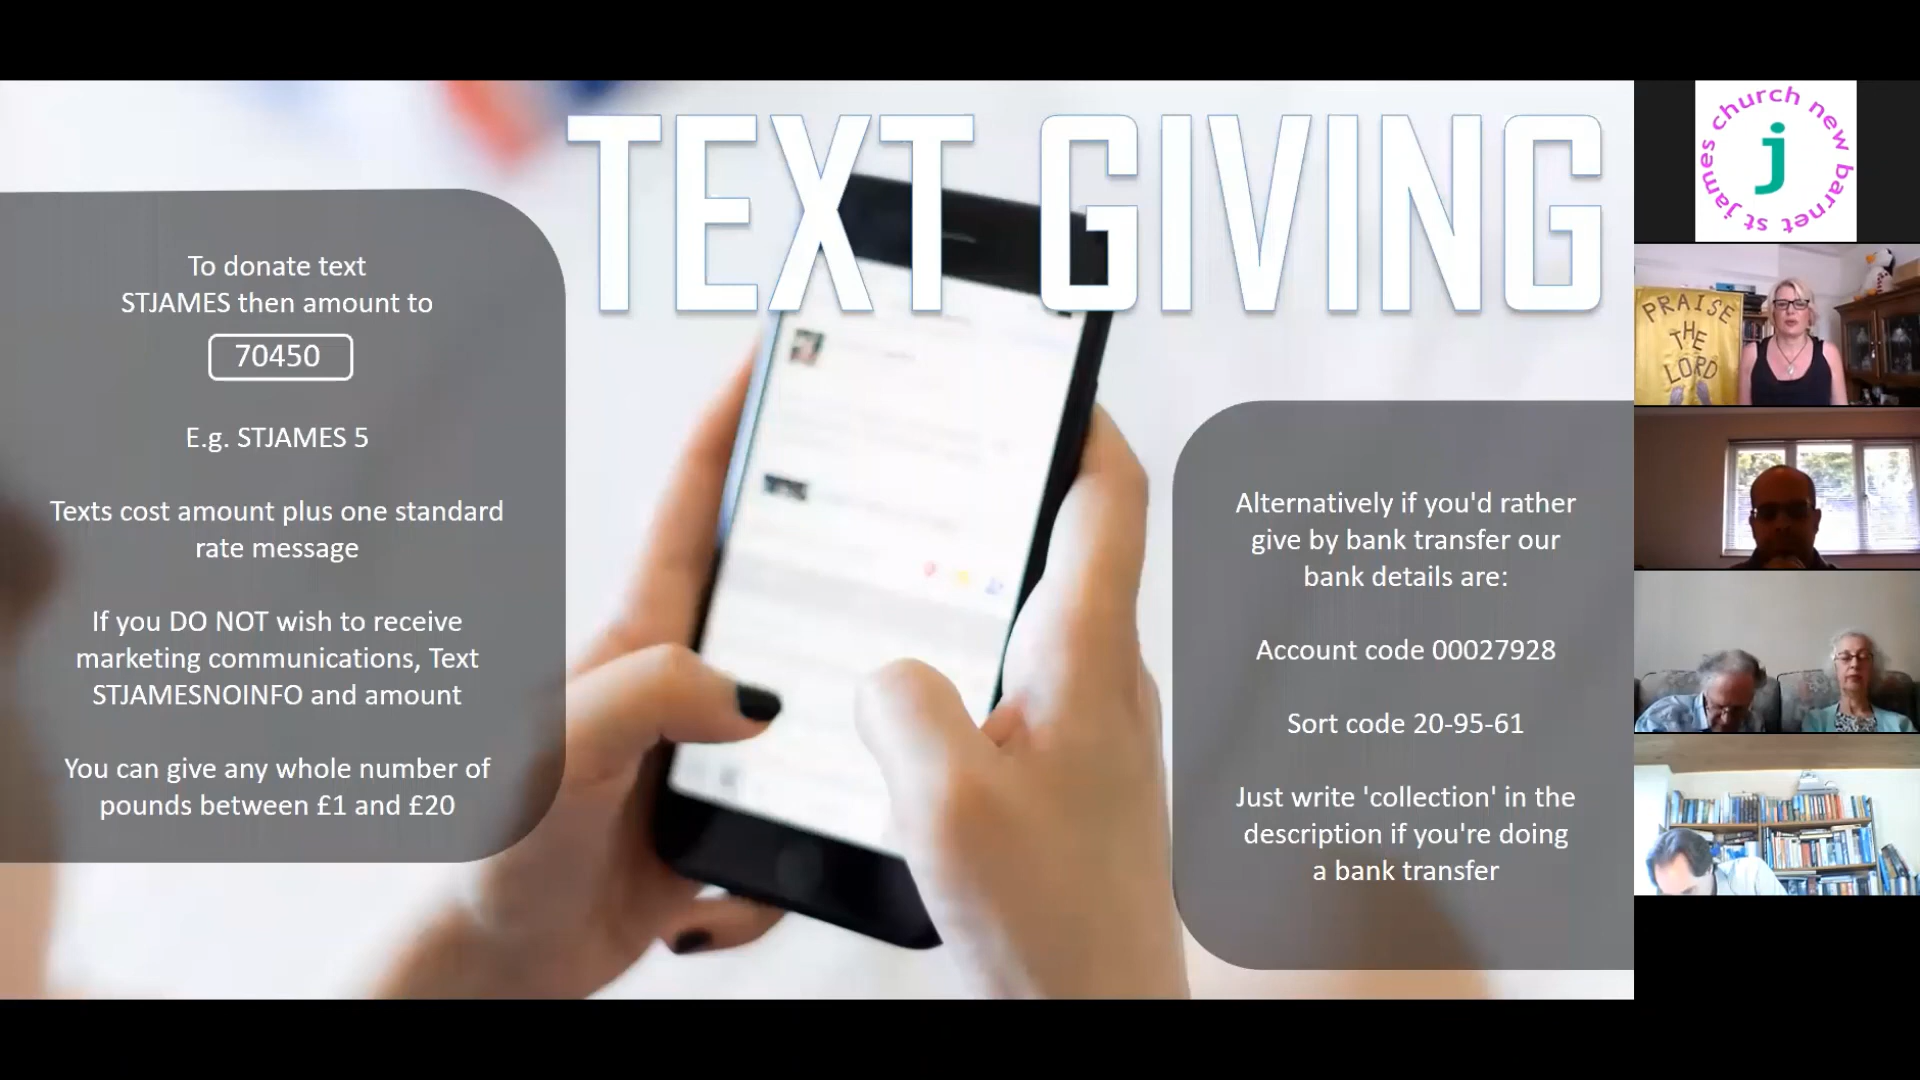 TEXT GIVING
To donate text
STJAMES then amount to
70450
E.g. STJAMES 5
Texts cost amount plus one standard
rate message
If you DO NOT wish to receive
marketing communications, Text
STJAMESNOINFO and amount
You can give any whole number of
pounds between £1 and £20
Alternatively if you'd rather
give by bank transfer our
bank details are:
Account code 00027928
Sort code 20-95-61
Just write 'collection' in the
description if you're doing
a bank transfer
st james church new barnet
j
PRAISE
THE
LORD